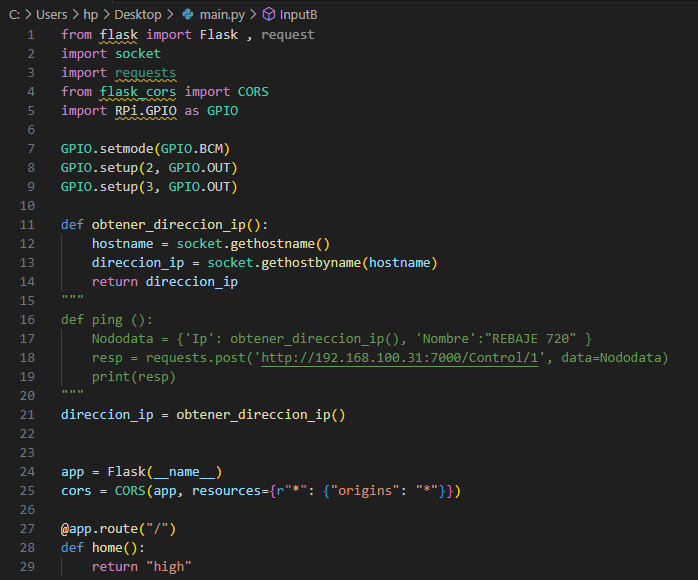 C: > Users > hp > Desktop > main.py > InputB
1 from flask import Flask , request
2 import socket
3 import requests
4 from flask_cors import CORS
5 import RPi.GPIO as GPIO
6
7 GPIO.setmode(GPIO.BCM)
8 GPIO.setup(2, GPIO.OUT)
9 GPIO.setup(3, GPIO.OUT)
10
11 def obtener_direccion_ip():
12     hostname = socket.gethostname()
13     direccion_ip = socket.gethostbyname(hostname)
14     return direccion_ip
15 """
16 def ping ():
17     Nododata = {'Ip': obtener_direccion_ip(), 'Nombre':"REBAJE 720" }
18     resp = requests.post('http://192.168.100.31:7000/Control/1', data=Nododata)
19     print(resp)
20 """
21 direccion_ip = obtener_direccion_ip()
22
23
24 app = Flask(__name__)
25 cors = CORS(app, resources={r"*": {"origins": "*"}})
26
27 @app.route("/")
28 def home():
29     return "high"